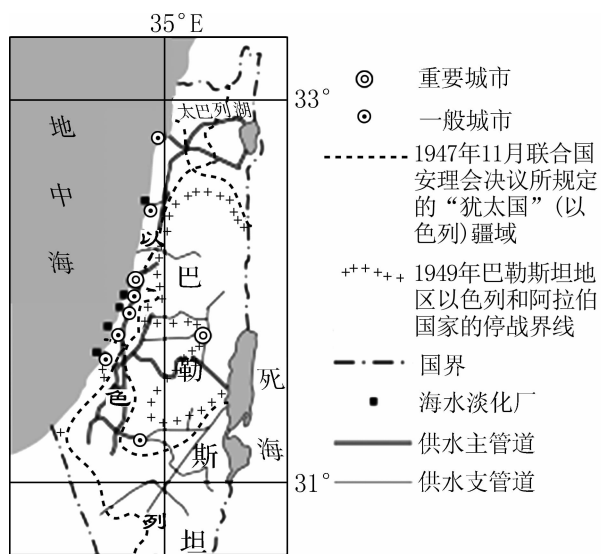 35°E
33°
太巴列湖
地
中
海
以
巴
勒
色
死
海
斯
31°
列
坦
重要城市
一般城市
1947年11月联合国
安理会决议所规定
的“犹太国”(以
色列)疆域
1949年巴勒斯坦地
区以色列和阿拉伯
国家的停战界线
国界
海水淡化厂
供水主管道
供水支管道